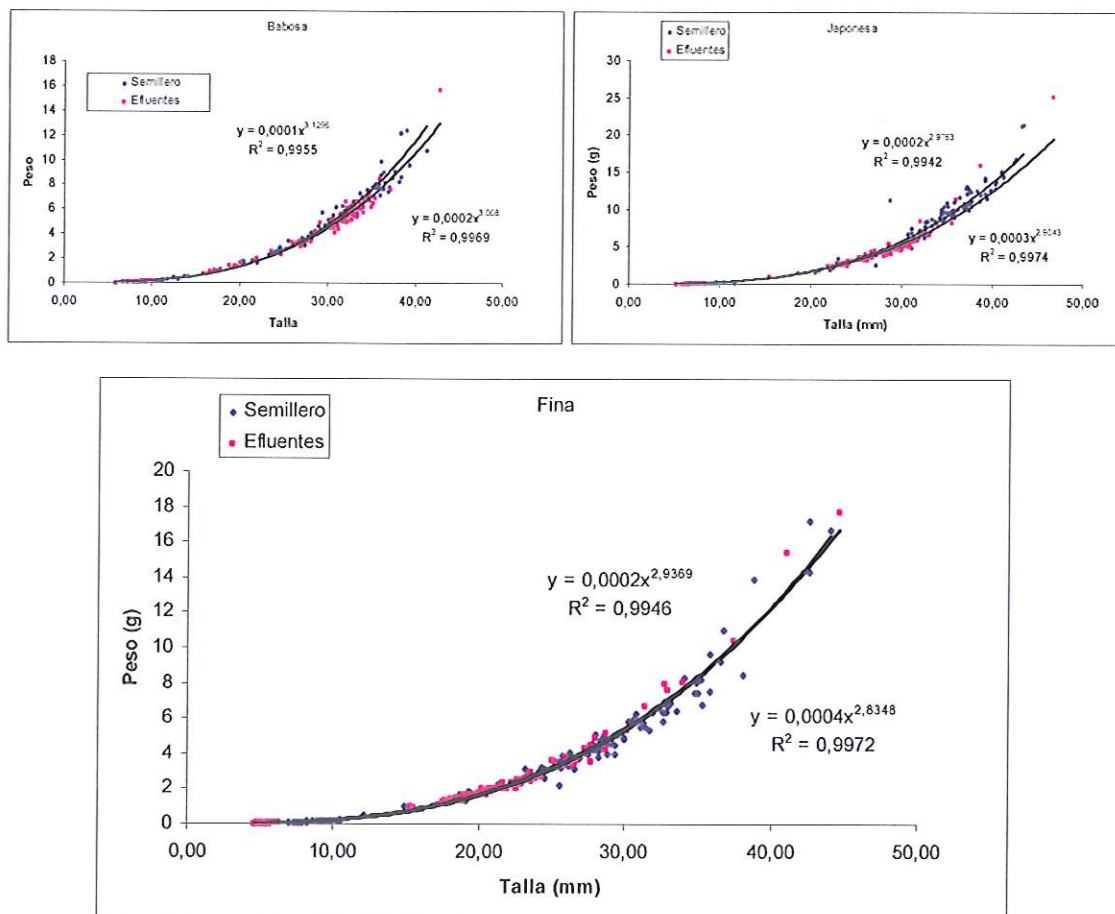 Babosa
Semillero
Efluentes
Peso
18
16
14
12
10
8
6
4
2
0
y = 0,0001x^3,1296
R² = 0,9955
y = 0,0002x^3,008
R² = 0,9969
0,00 10,00 20,00 30,00 40,00 50,00
Talla
Japonesa
Semillero
Efluentes
Peso (g)
30
25
20
15
10
5
0
y = 0,0002x
R² = 0,9942
y = 0,0003x
R² = 0,9974
0,00 10,00 20,00 30,00 40,00 50,00
Talla (mm)
Fina
Semillero
Efluentes
Peso (g)
20
18
16
14
12
10
8
6
4
2
0
y = 0,0002x^2,9369
R² = 0,9946
y = 0,0004x^2,8348
R² = 0,9972
0,00 10,00 20,00 30,00 40,00 50,00
Talla (mm)